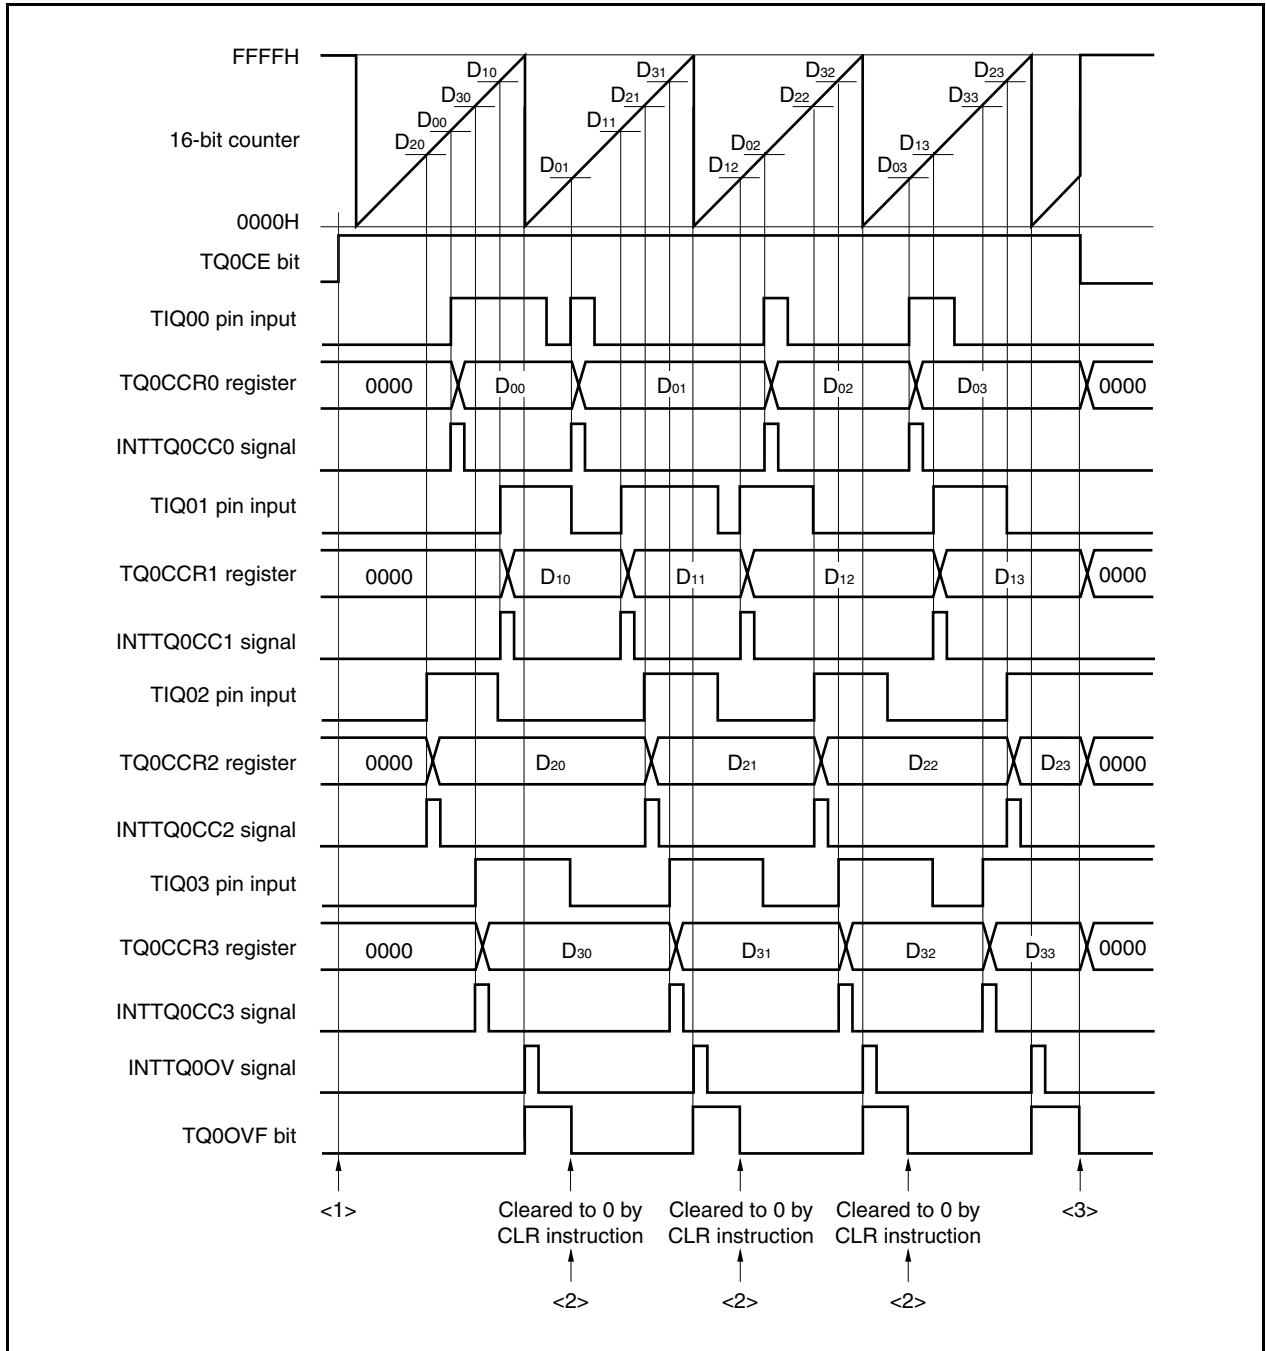 FFFFH
D10 D31 D32 D23
D30 D21 D22 D33
D00 D11
16-bit counter
D20 D02 D13
D01 D12 D03
0000H
TQ0CE bit
TIQ00 pin input
TQ0CCR0 register 0000 D00 D01 D02 D03 0000
INTTQ0CC0 signal
TIQ01 pin input
TQ0CCR1 register 0000 D10 D11 D12 D13 0000
INTTQ0CC1 signal
TIQ02 pin input
TQ0CCR2 register 0000 D20 D21 D22 D23 0000
INTTQ0CC2 signal
TIQ03 pin input
TQ0CCR3 register 0000 D30 D31 D32 D33 0000
INTTQ0CC3 signal
INTTQ0OV signal
TQ0OVF bit
<1>
Cleared to 0 by
CLR instruction
<2>
Cleared to 0 by
CLR instruction
<2>
Cleared to 0 by
CLR instruction
<2>
<3>